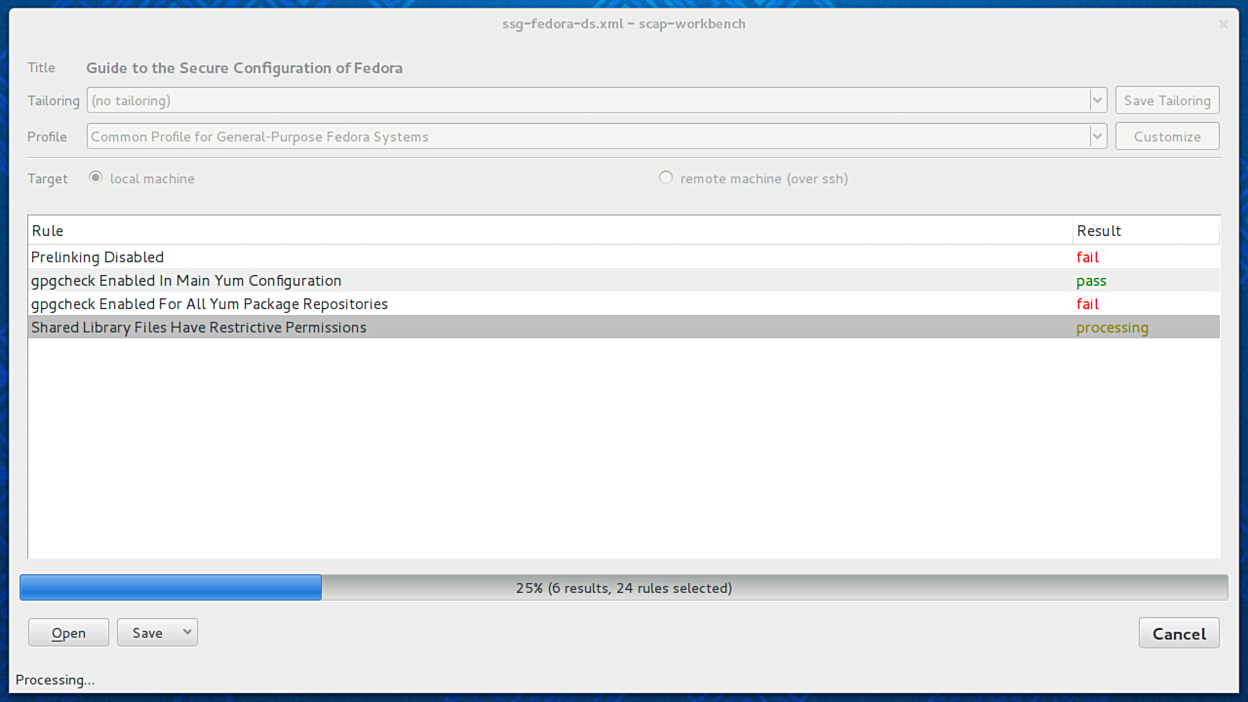 ssg-fedora-ds.xml - scap-workbench
Title Guide to the Secure Configuration of Fedora
Tailoring (no tailoring) Save Tailoring
Profile Common Profile for General-Purpose Fedora Systems Customize
Target local machine remote machine (over ssh)
Rule Result
Prelinking Disabled fail
gpgcheck Enabled In Main Yum Configuration pass
gpgcheck Enabled For All Yum Package Repositories fail
Shared Library Files Have Restrictive Permissions processing
25% (6 results, 24 rules selected)
Open Save Cancel
Processing...